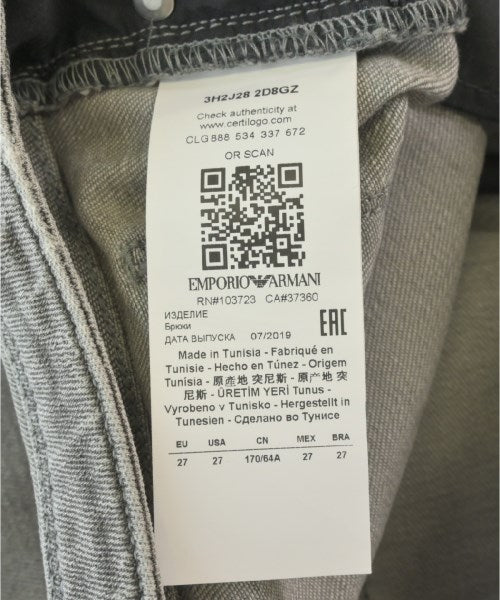 3H2J28 2D8GZ
Check authenticity at
www.certilogo.com
CLG 888 534 337 672
OR SCAN
EMPORIO ARMANI
RN#103723 CA#37360
ИЗДЕЛИЕ
Брюки
ДАТА ВЫПУСКА 07/2019
EAC
Made in Tunisia - Fabriqué en
Tunisie - Hecho en Túnez - Origem
Tunisia - 原產地 突尼斯 - 原产地 突
尼斯 - ÜRETİM YERİ Tunus -
Vyrobeno v Tunisko - Hergestellt in
Tunesien - Сделано во Тунисе
EU USA CN MEX BRA
27 27 170/64A 27 27